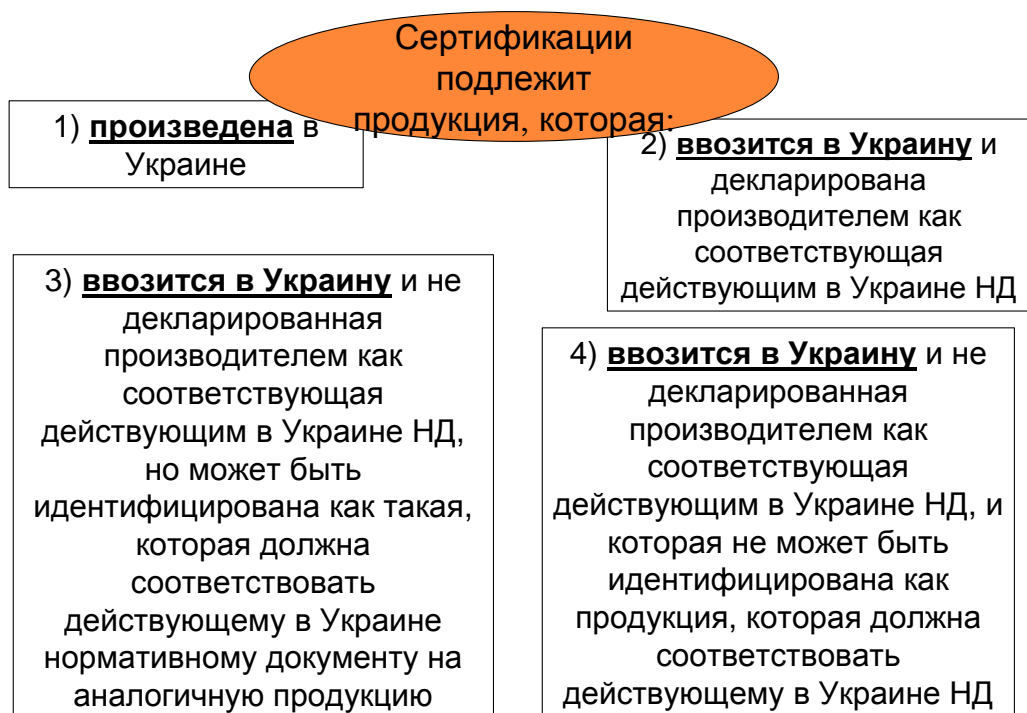 Сертификации
подлежит
продукция, которая:
1) произведена в
Украине
2) ввозится в Украину и
декларирована
производителем как
соответствующая
действующим в Украине НД
3) ввозится в Украину и не
декларированная
производителем как
соответствующая
действующим в Украине НД,
но может быть
идентифицирована как такая,
которая должна
соответствовать
действующему в Украине
нормативному документу на
аналогичную продукцию
4) ввозится в Украину и не
декларированная
производителем как
соответствующая
действующим в Украине НД, и
которая не может быть
идентифицирована как
продукция, которая должна
соответствовать
действующему в Украине НД